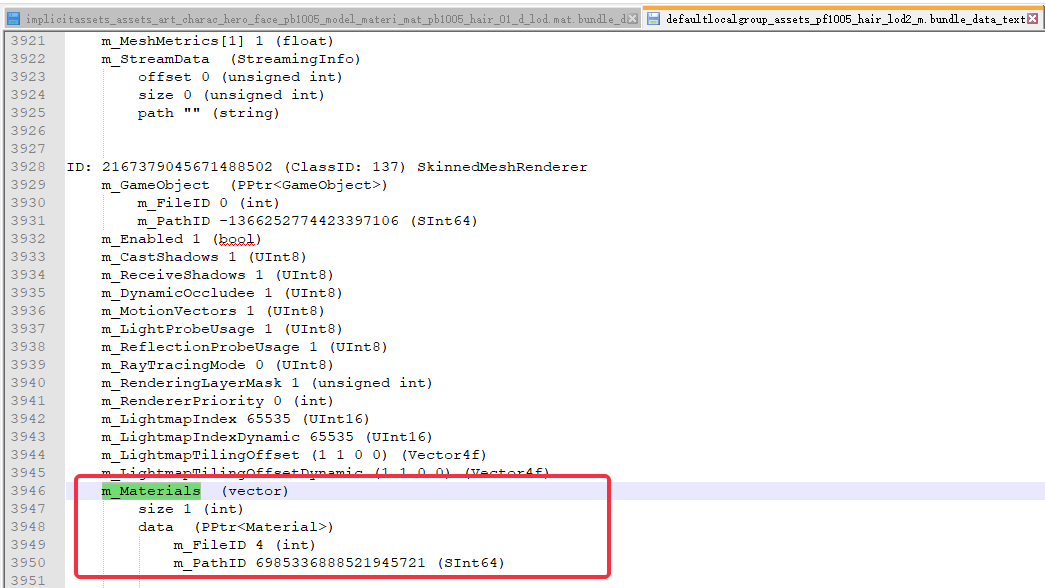 implicitassets_assets_art_charac_hero_face_pb1005_model_materi_mat_pb1005_hair_01_d_lod.mat.bundle_d
defaultlocalgroup_assets_pf1005_hair_lod2_m.bundle_data_text
3921 m_MeshMetrics[1] 1 (float)
3922 m_StreamData (StreamingInfo)
3923 offset 0 (unsigned int)
3924 size 0 (unsigned int)
3925 path "" (string)
3926
3927
3928 ID: 2167379045671488502 (ClassID: 137) SkinnedMeshRenderer
3929 m_GameObject (PPtr<GameObject>)
3930 m_FileID 0 (int)
3931 m_PathID -1366252774423397106 (SInt64)
3932 m_Enabled 1 (bool)
3933 m_CastShadows 1 (UInt8)
3934 m_ReceiveShadows 1 (UInt8)
3935 m_DynamicOccludee 1 (UInt8)
3936 m_MotionVectors 1 (UInt8)
3937 m_LightProbeUsage 1 (UInt8)
3938 m_ReflectionProbeUsage 1 (UInt8)
3939 m_RayTracingMode 0 (UInt8)
3940 m_RenderingLayerMask 1 (unsigned int)
3941 m_RendererPriority 0 (int)
3942 m_LightmapIndex 65535 (UInt16)
3943 m_LightmapIndexDynamic 65535 (UInt16)
3944 m_LightmapTilingOffset (1 1 0 0) (Vector4f)
3945 m_LightmapTilingOffsetDynamic (1 1 0 0) (Vector4f)
3946 m_Materials (vector)
3947 size 1 (int)
3948 data (PPtr<Material>)
3949 m_FileID 4 (int)
3950 m_PathID 6985336888521945721 (SInt64)
3951